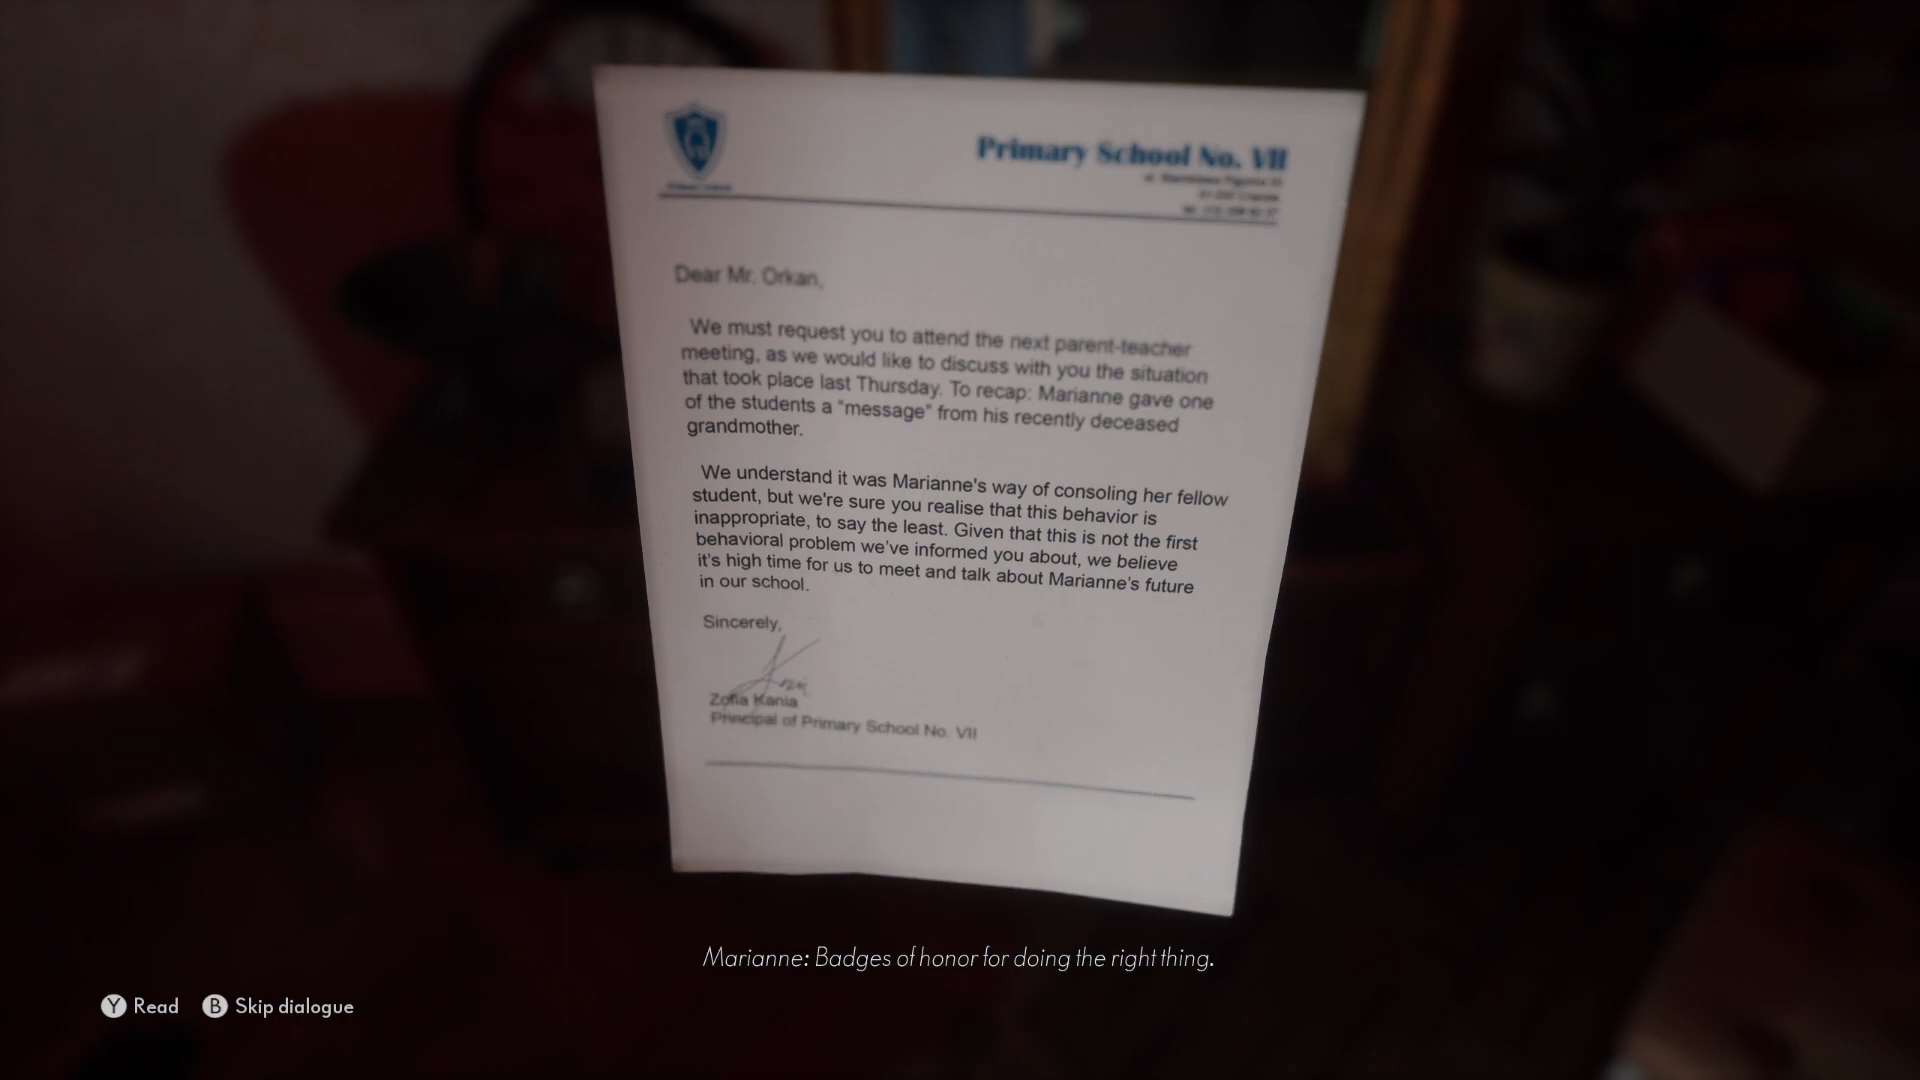 Primary School No. VII
Dear Mr. Orkan,
We must request you to attend the next parent-teacher
meeting, as we would like to discuss with you the situation
that took place last Thursday. To recap: Marianne gave one
of the students a "message" from his recently deceased
grandmother.
We understand it was Marianne's way of consoling her fellow
student, but we're sure you realise that this behavior is
inappropriate, to say the least. Given that this is not the first
behavioral problem we've informed you about, we believe
it's high time for us to meet and talk about Marianne's future
in our school.
Sincerely,
Zofia Kania
Principal of Primary School No. VII
Marianne: Badges of honor for doing the right thing.
Y Read B Skip dialogue